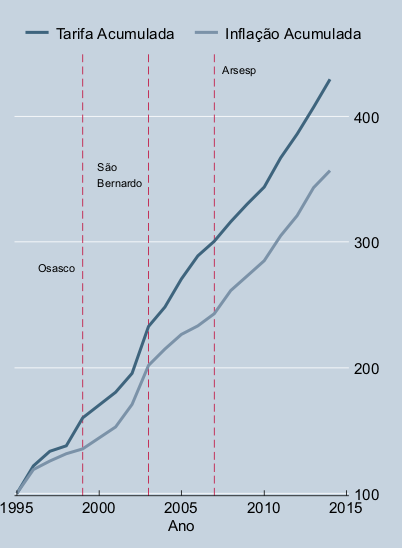 Tarifa Acumulada
Inflação Acumulada
Arsesp
São
Bernardo
Osasco
400
300
200
100
1995
2000
2005
2010
2015
Ano